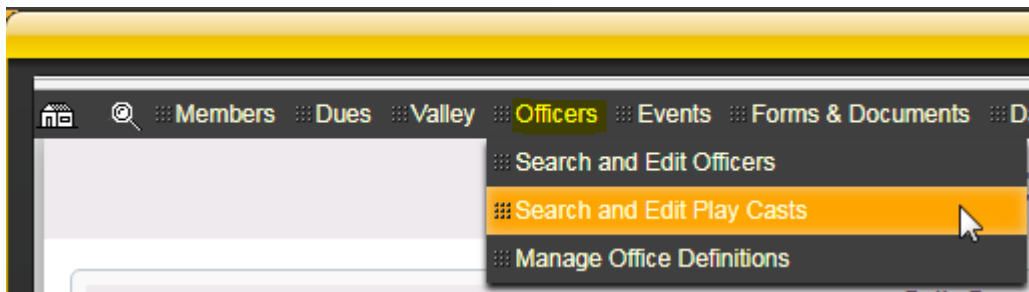 Members Dues Valley Officers Events Forms & Documents
Search and Edit Officers
Search and Edit Play Casts
Manage Office Definitions